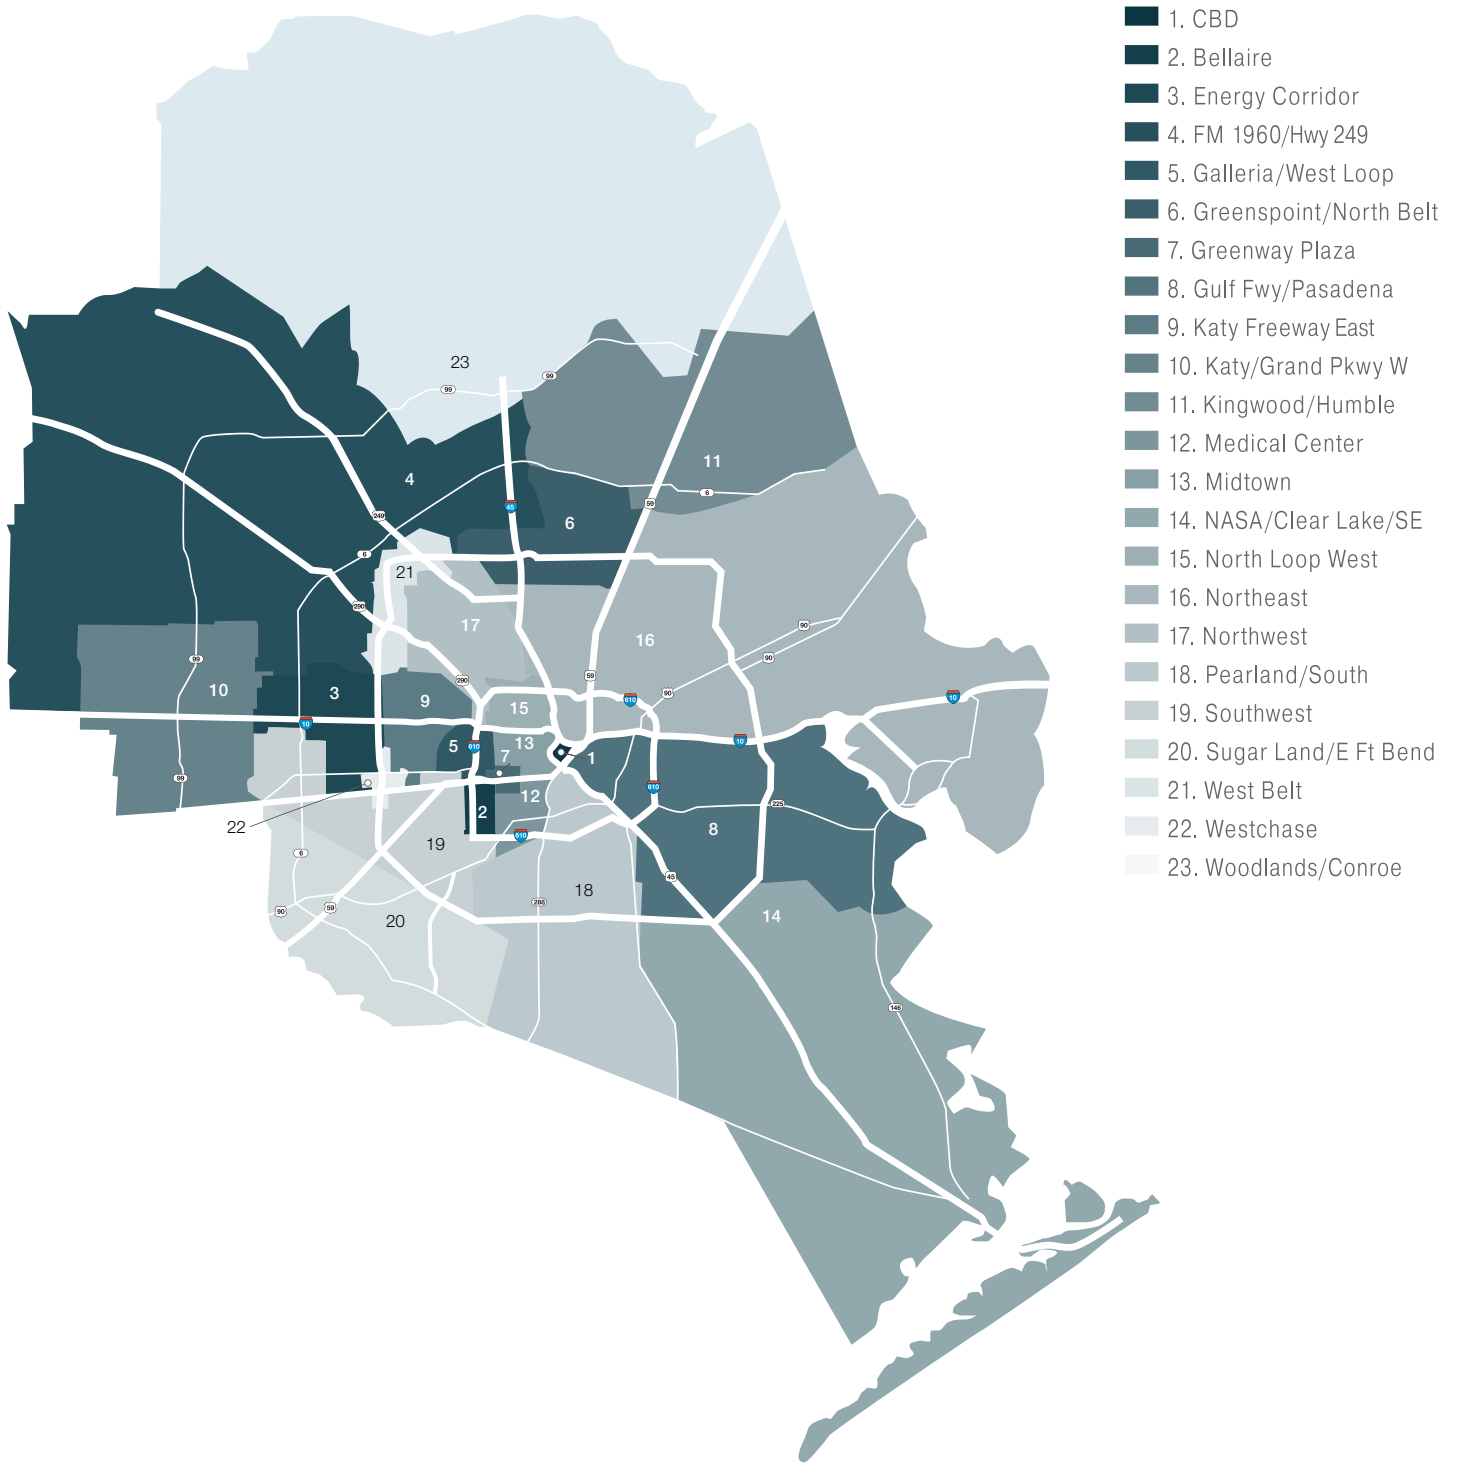 1. CBD
2. Bellaire
3. Energy Corridor
4. FM 1960/Hwy 249
5. Galleria/West Loop
6. Greenspoint/North Belt
7. Greenway Plaza
8. Gulf Fwy/Pasadena
9. Katy Freeway East
10. Katy/Grand Pkwy W
11. Kingwood/Humble
12. Medical Center
13. Midtown
14. NASA/Clear Lake/SE
15. North Loop West
16. Northeast
17. Northwest
18. Pearland/South
19. Southwest
20. Sugar Land/E Ft Bend
21. West Belt
22. Westchase
23. Woodlands/Conroe
23
99
99
11
4
6
59
45
249
6
6
21
290
17
16
90
90
99
10
3
9
290
59
90
610
10
15
10
5
610
13
7
1
10
99
610
12
2
225
22
19
8
6
45
18
288
90
59
20
14
146